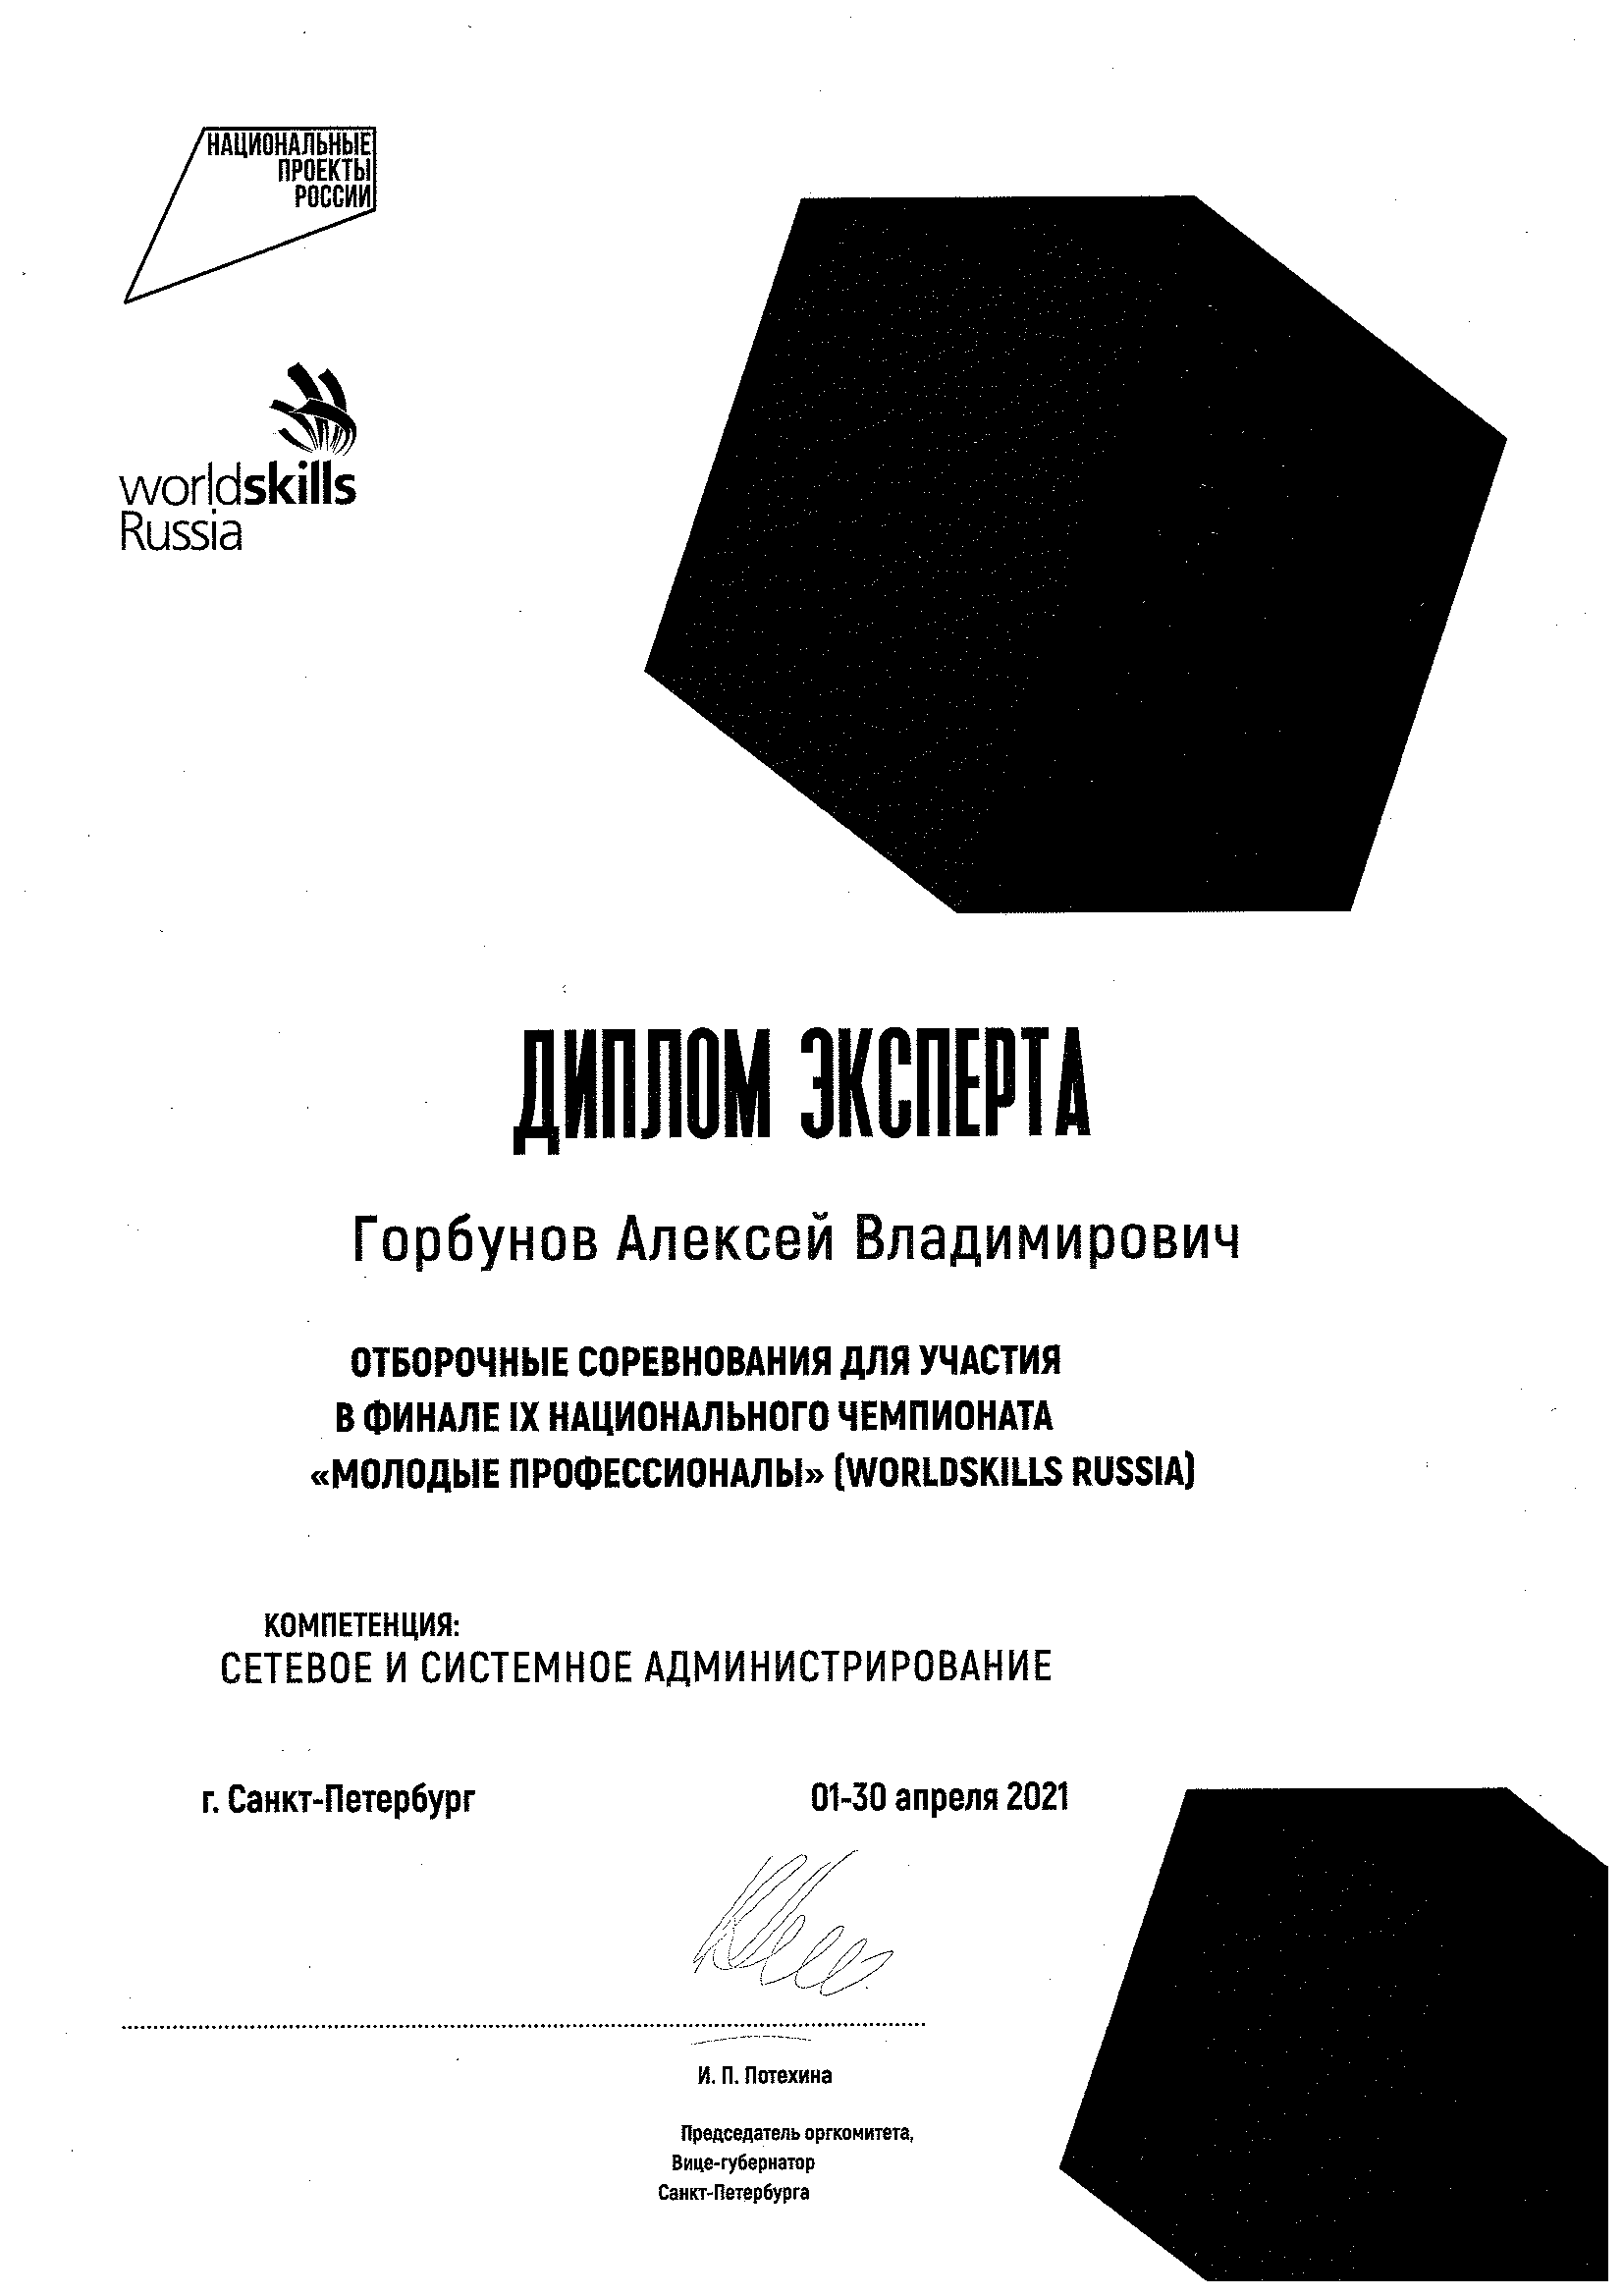 НАЦИОНАЛЬНЫЕ
ПРОЕКТЫ
РОССИИ
worldskills
Russia
ДИПЛОМ ЭКСПЕРТА
Горбунов Алексей Владимирович
ОТБОРОЧНЫЕ СОРЕВНОВАНИЯ ДЛЯ УЧАСТИЯ
В ФИНАЛЕ IX НАЦИОНАЛЬНОГО ЧЕМПИОНАТА
«МОЛОДЫЕ ПРОФЕССИОНАЛЫ» (WORLDSKILLS RUSSIA)
КОМПЕТЕНЦИЯ:
СЕТЕВОЕ И СИСТЕМНОЕ АДМИНИСТРИРОВАНИЕ
г. Санкт-Петербург 01-30 апреля 2021
И. П. Потехина
Председатель оргкомитета,
Вице-губернатор
Санкт-Петербурга